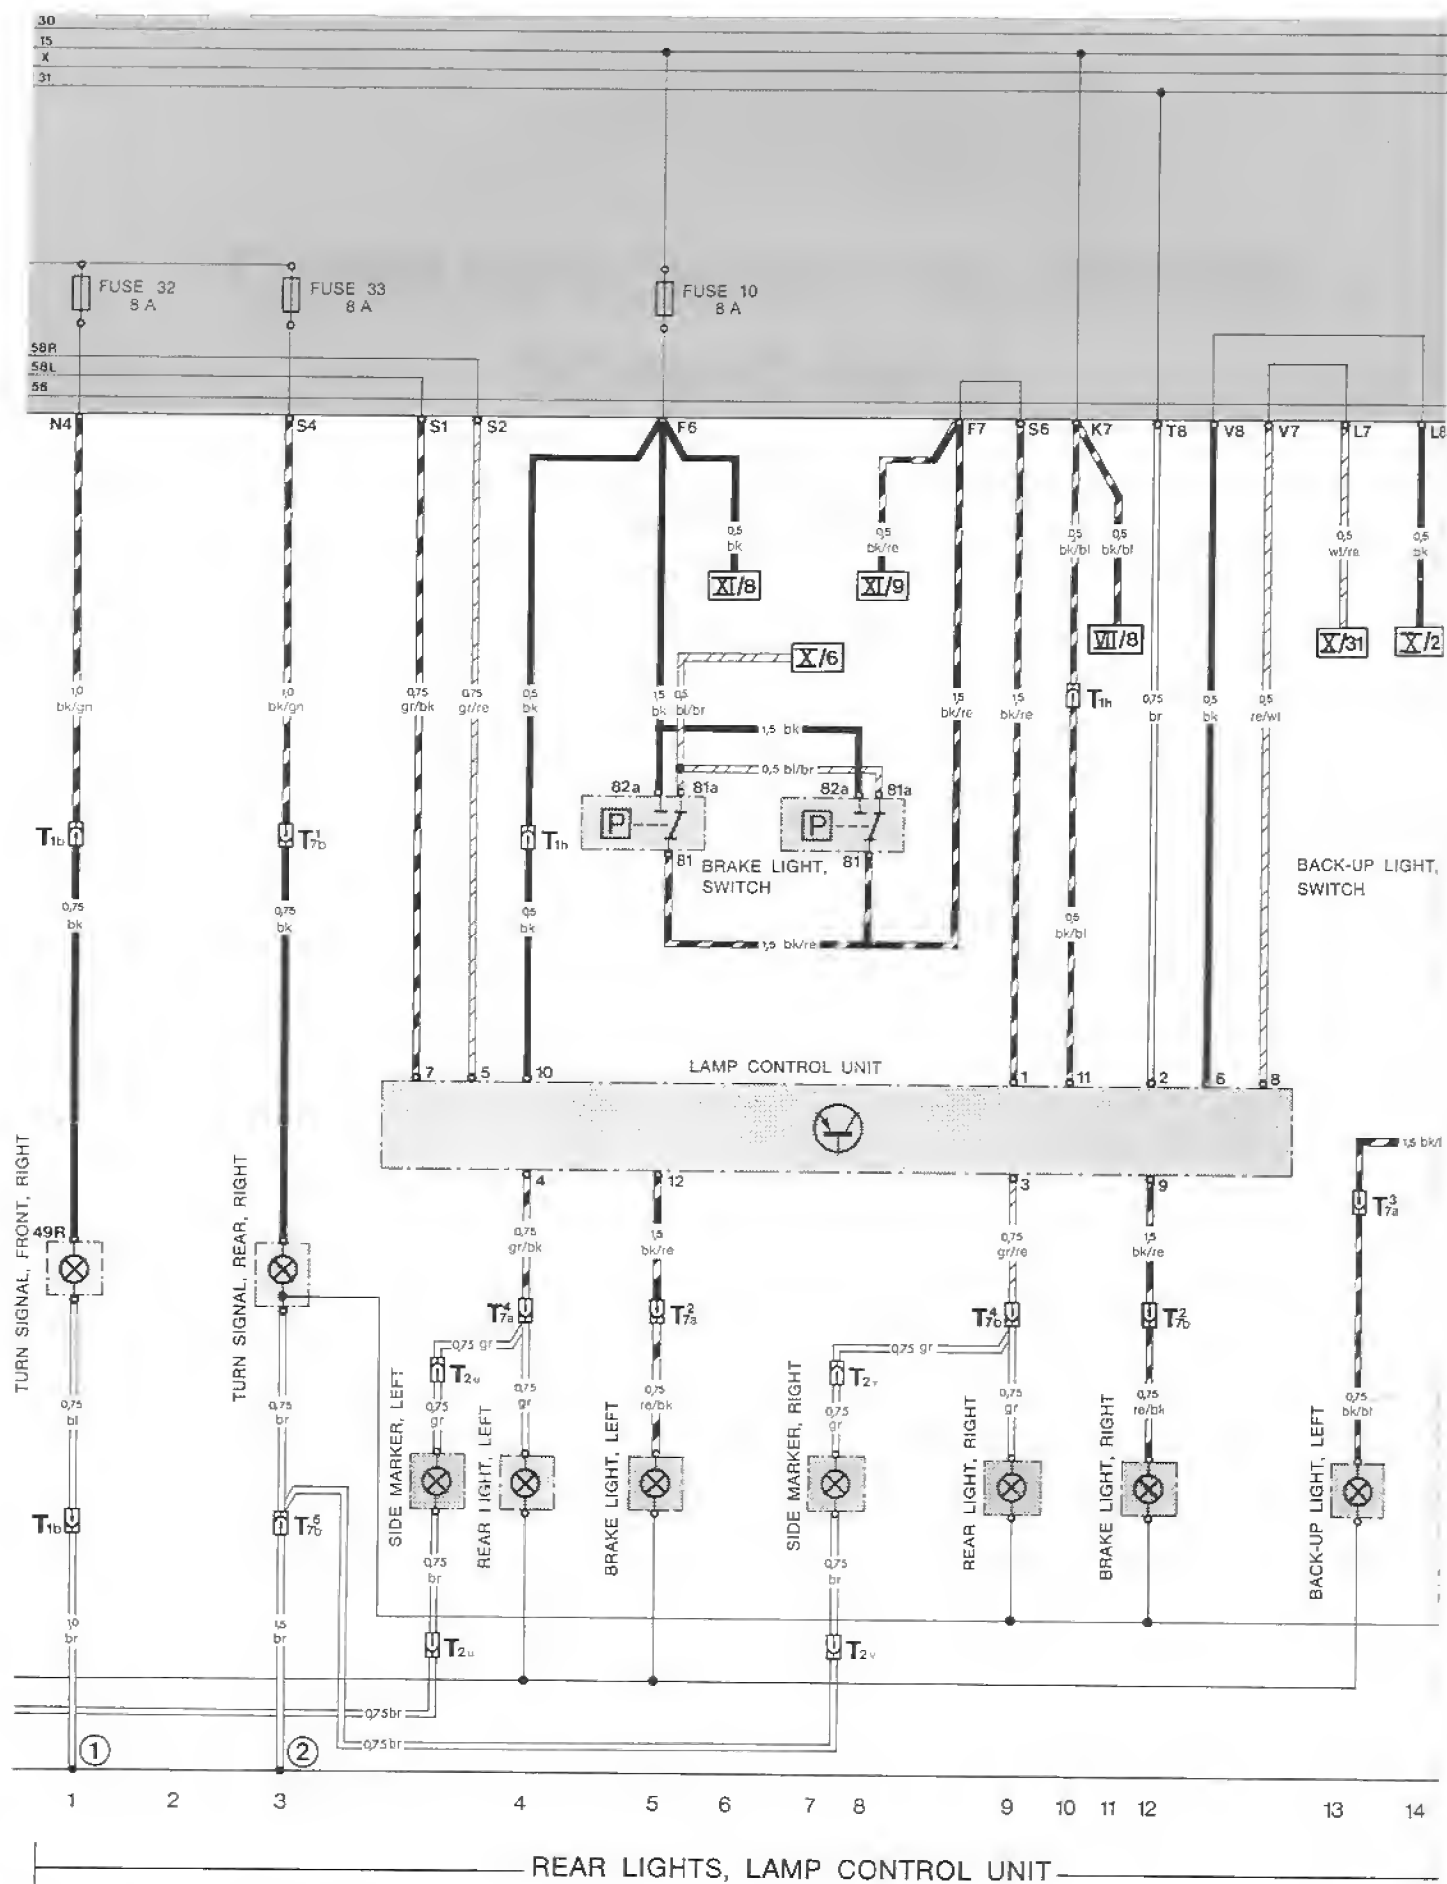 30
15
X
31
FUSE 32
8 A
FUSE 33
8 A
FUSE 10
8 A
58R
58L
56
N4
S4
S1
S2
F6
F7
S6
K7
T8
V8
V7
L7
L8
0,5
bk
0,5
bk/re
0,5
bk/bl
0,5
bk/bl
0,5
0,5
bk
XI/8
XI/9
VII/8
X/31
X/2
X/6
1,0
bk/gn
1,0
bk/gn
0,75
gr/bk
0,75
gr/re
0,5
bk
1,5
bk
0,5
bl/br
1,5
bk/re
1,5
bk/re
T1h
0,75
br
0,5
bk
0,5
1,5 bk
0,5 bl/br
82a
81a
82a
81a
P
P
T1b
T7b1
T1h
81
81
BRAKE LIGHT,
SWITCH
BACK-UP LIGHT,
SWITCH
0,75
bk
0,75
bk
0,5
bk
0,5
bk/bl
1,5 bk/re
LAMP CONTROL UNIT
7
5
10
1
11
2
6
8
4
12
3
9
1,5 bk/
TURN SIGNAL, FRONT, RIGHT
TURN SIGNAL, REAR, RIGHT
49R
0,75
gr/bk
1,5
bk/re
0,75
gr/re
1,5
bk/re
T7a3
T7a4
T7a2
T7b4
T7b2
0,75 gr
0,75 gr
T2u
T2v
0,75
bl
0,75
br
0,75
gr
0,75
gr
0,75
re/bk
0,75
gr
0,75
gr
0,75
re/bk
0,75
bk/bl
SIDE MARKER, LEFT
REAR LIGHT, LEFT
BRAKE LIGHT, LEFT
SIDE MARKER, RIGHT
REAR LIGHT, RIGHT
BRAKE LIGHT, RIGHT
BACK-UP LIGHT, LEFT
T1b
0,75
br
0,75
br
1,0
br
1,5
br
T2u
T2v
0,75 br
0,75 br
1
2
1 2 3 4 5 6 7 8 9 10 11 12 13 14
REAR LIGHTS, LAMP CONTROL UNIT